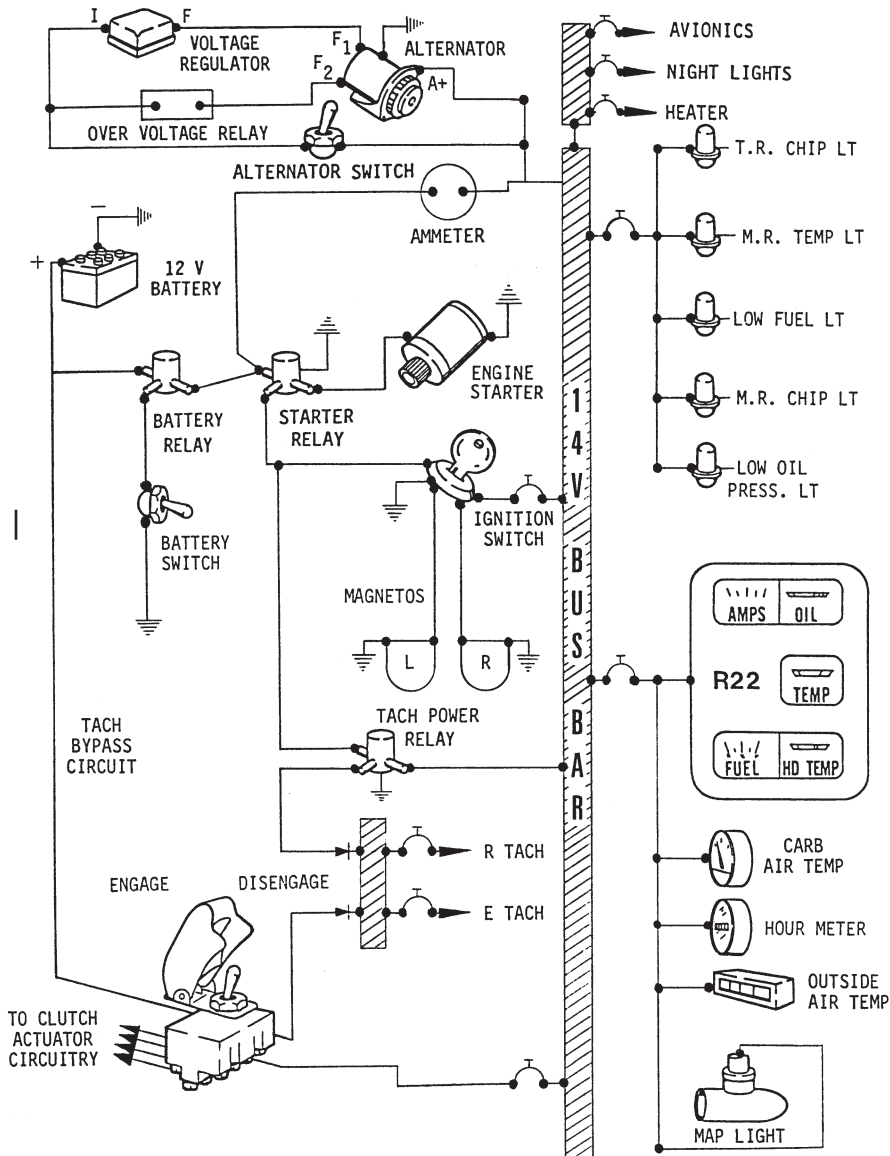 I
F
VOLTAGE
REGULATOR
F1
F2
ALTERNATOR
A+
OVER VOLTAGE RELAY
ALTERNATOR SWITCH
AVIONICS
NIGHT LIGHTS
HEATER
T.R. CHIP LT
M.R. TEMP LT
LOW FUEL LT
M.R. CHIP LT
LOW OIL
PRESS. LT
AMMETER
–
+
12 V
BATTERY
BATTERY
RELAY
STARTER
RELAY
ENGINE
STARTER
BATTERY
SWITCH
IGNITION
SWITCH
MAGNETOS
L
R
14V BUS BAR
TACH
BYPASS
CIRCUIT
TACH POWER
RELAY
R TACH
E TACH
ENGAGE
DISENGAGE
TO CLUTCH
ACTUATOR
CIRCUITRY
AMPS
OIL
R22
TEMP
FUEL
HD TEMP
CARB
AIR TEMP
HOUR METER
OUTSIDE
AIR TEMP
MAP LIGHT